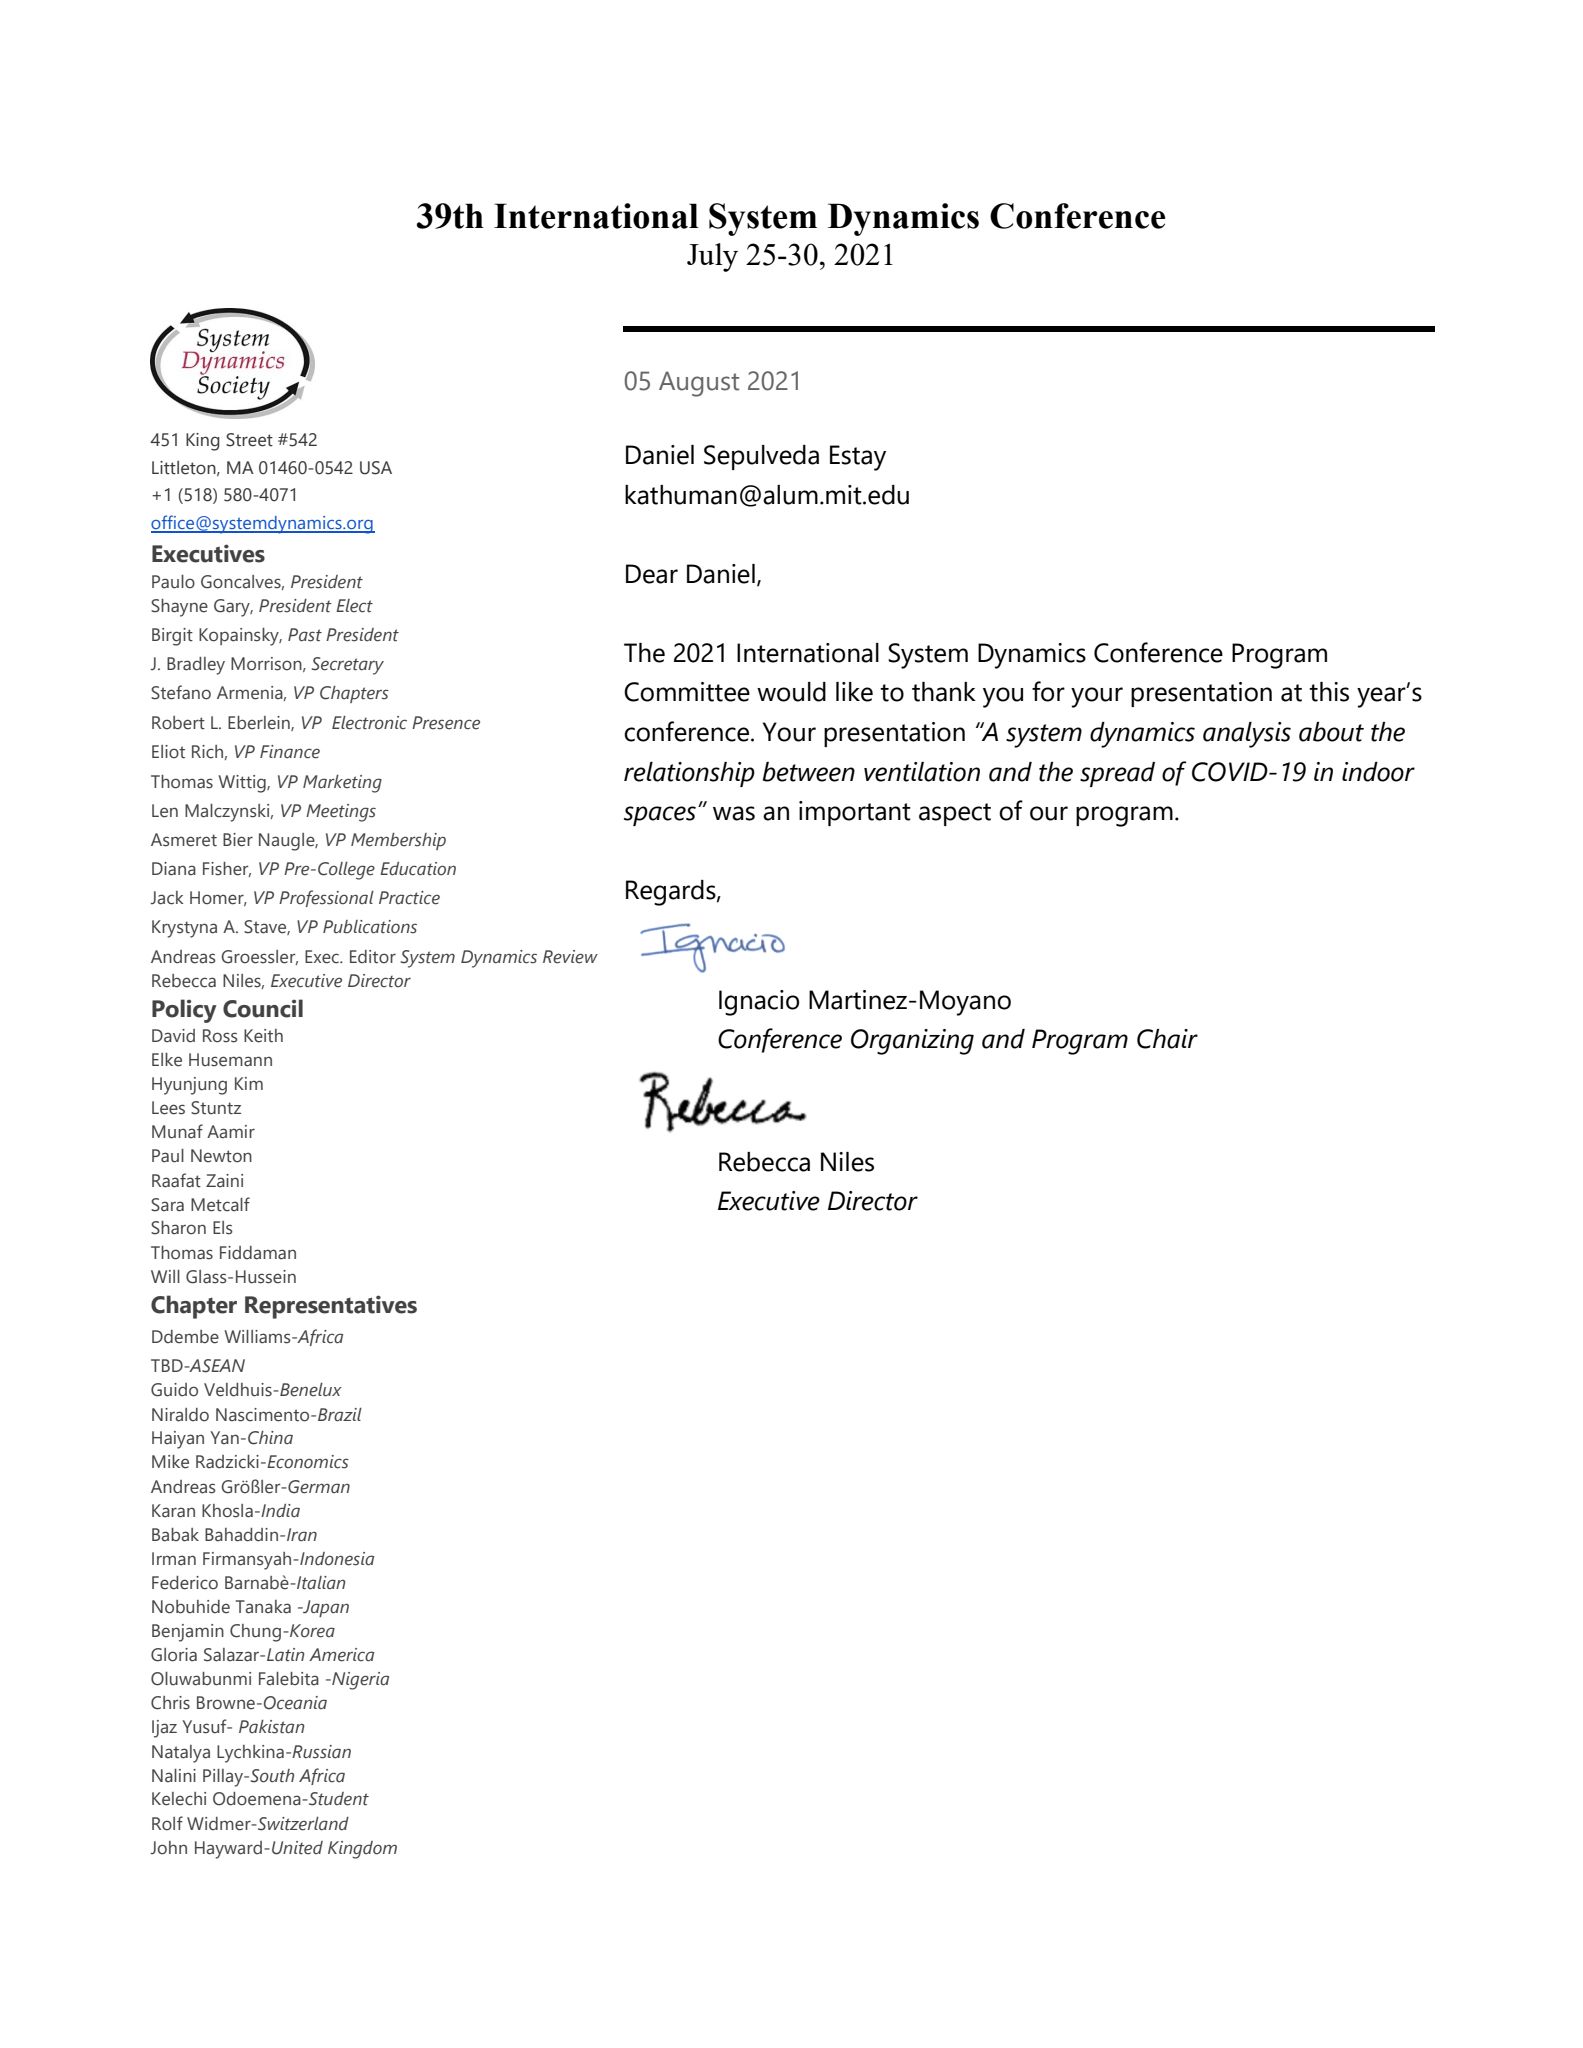 39th International System Dynamics Conference
July 25-30, 2021
System
Dynamics
Society
451 King Street #542
Littleton, MA 01460-0542 USA
+1 (518) 580-4071
office@systemdynamics.org
Executives
Paulo Goncalves, President
Shayne Gary, President Elect
Birgit Kopainsky, Past President
J. Bradley Morrison, Secretary
Stefano Armenia, VP Chapters
Robert L. Eberlein, VP Electronic Presence
Eliot Rich, VP Finance
Thomas Wittig, VP Marketing
Len Malczynski, VP Meetings
Asmeret Bier Naugle, VP Membership
Diana Fisher, VP Pre-College Education
Jack Homer, VP Professional Practice
Krystyna A. Stave, VP Publications
Andreas Groessler, Exec. Editor System Dynamics Review
Rebecca Niles, Executive Director
Policy Council
David Ross Keith
Elke Husemann
Hyunjung Kim
Lees Stuntz
Munaf Aamir
Paul Newton
Raafat Zaini
Sara Metcalf
Sharon Els
Thomas Fiddaman
Will Glass-Hussein
Chapter Representatives
Ddembe Williams-Africa
TBD-ASEAN
Guido Veldhuis-Benelux
Niraldo Nascimento-Brazil
Haiyan Yan-China
Mike Radzicki-Economics
Andreas Größler-German
Karan Khosla-India
Babak Bahaddin-Iran
Irman Firmansyah-Indonesia
Federico Barnabè-Italian
Nobuhide Tanaka -Japan
Benjamin Chung-Korea
Gloria Salazar-Latin America
Oluwabunmi Falebita -Nigeria
Chris Browne-Oceania
Ijaz Yusuf- Pakistan
Natalya Lychkina-Russian
Nalini Pillay-South Africa
Kelechi Odoemena-Student
Rolf Widmer-Switzerland
John Hayward-United Kingdom
05 August 2021
Daniel Sepulveda Estay
kathuman@alum.mit.edu
Dear Daniel,
The 2021 International System Dynamics Conference Program
Committee would like to thank you for your presentation at this year's
conference. Your presentation “A system dynamics analysis about the
relationship between ventilation and the spread of COVID-19 in indoor
spaces” was an important aspect of our program.
Regards,
Ignacio
Ignacio Martinez-Moyano
Conference Organizing and Program Chair
Rebecca
Rebecca Niles
Executive Director